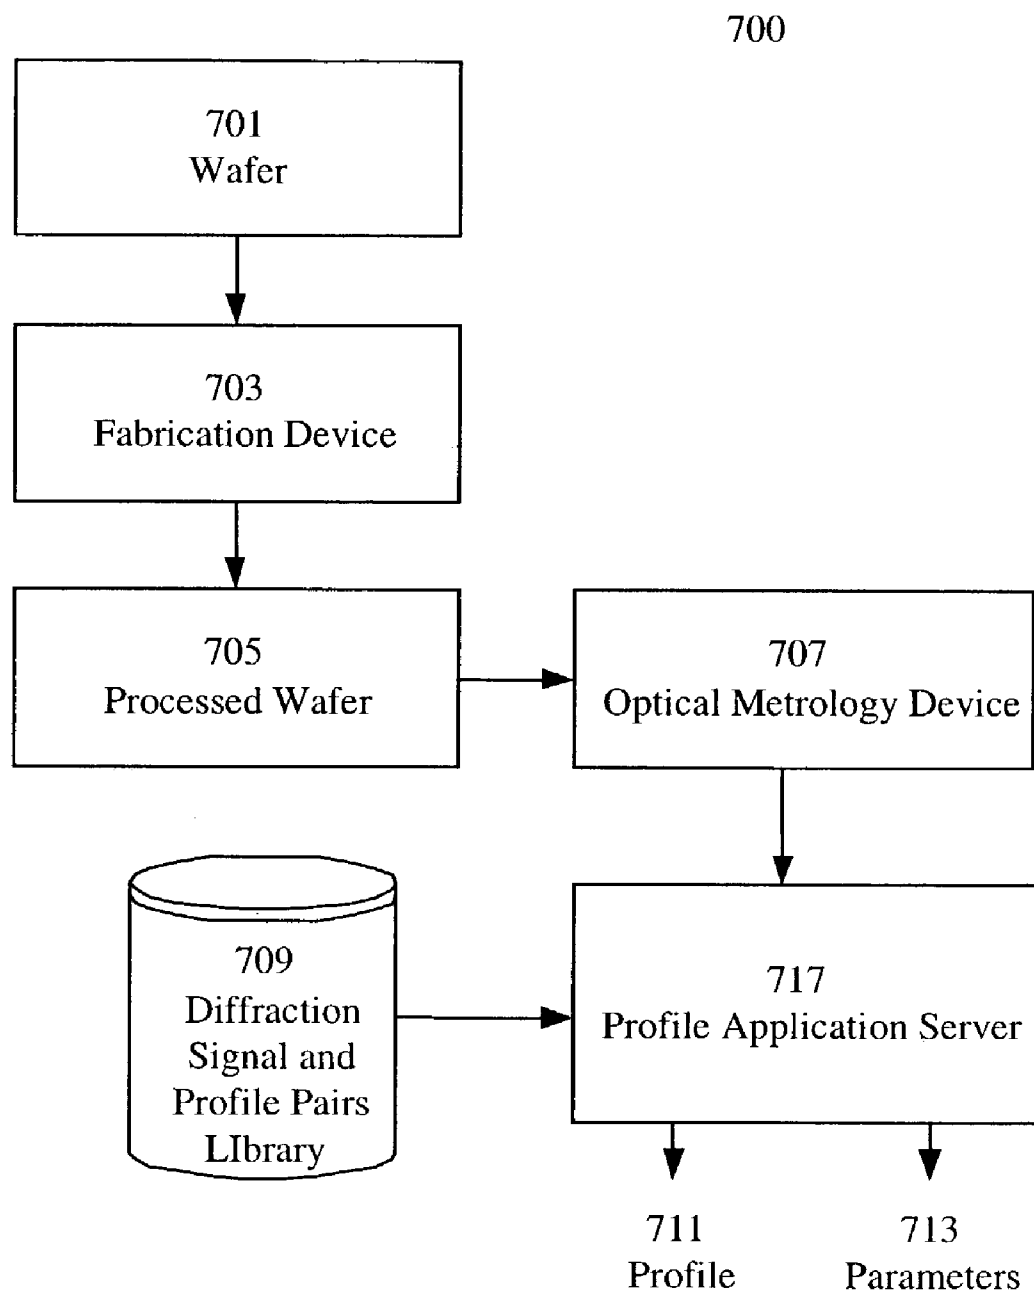 700
701
Wafer
703
Fabrication Device
705
Processed Wafer
707
Optical Metrology Device
709
Diffraction
Signal and
Profile Pairs
LIbrary
717
Profile Application Server
711
Profile
713
Parameters